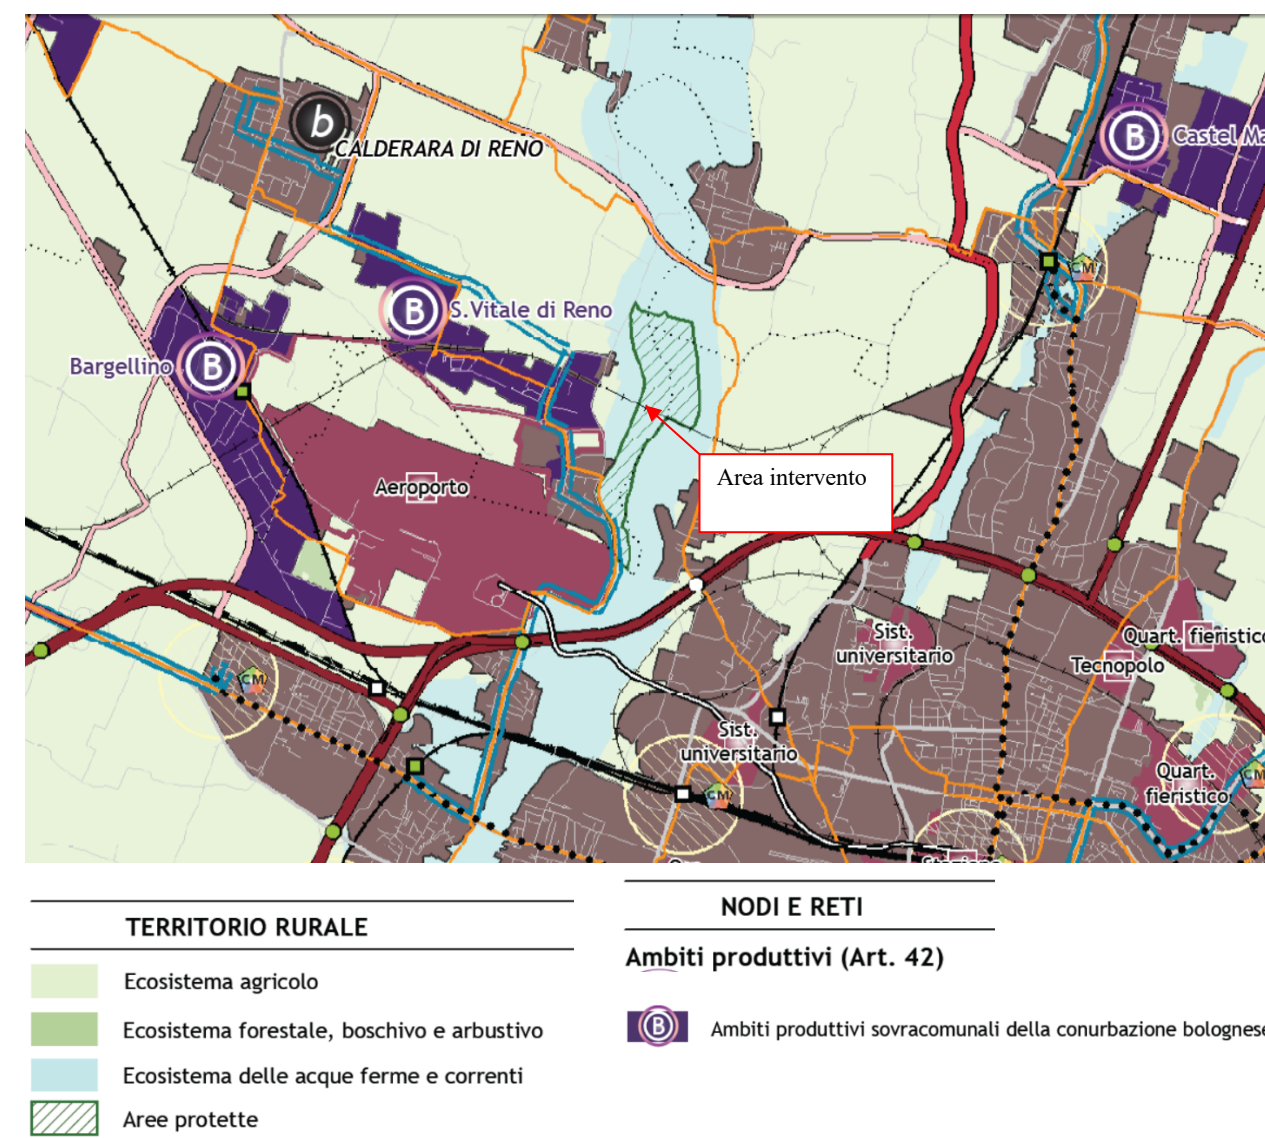 b
CALDERARA DI RENO
B
Castel Ma
CM
B
S.Vitale di Reno
Bargellino
B
Area intervento
Aeroporto
Sist.
universitario
Quart. fieristico
Tecnopolo
CM
Sist.
universitario
Quart.
fieristico
CM
CM
Stazione
TERRITORIO RURALE
Ecosistema agricolo
Ecosistema forestale, boschivo e arbustivo
Ecosistema delle acque ferme e correnti
Aree protette
NODI E RETI
Ambiti produttivi (Art. 42)
B
Ambiti produttivi sovracomunali della conurbazione bolognese